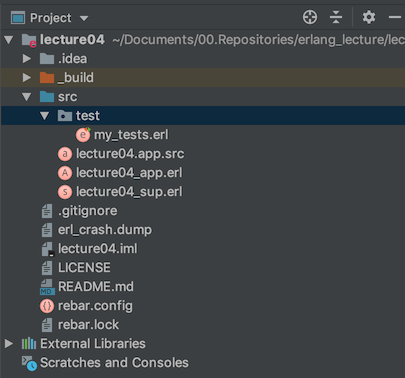 Project
lecture04 ~/Documents/00.Repositories/erlang_lecture/lec
.idea
_build
src
test
my_tests.erl
lecture04.app.src
lecture04_app.erl
lecture04_sup.erl
.gitignore
erl_crash.dump
lecture04.iml
LICENSE
README.md
rebar.config
rebar.lock
External Libraries
Scratches and Consoles